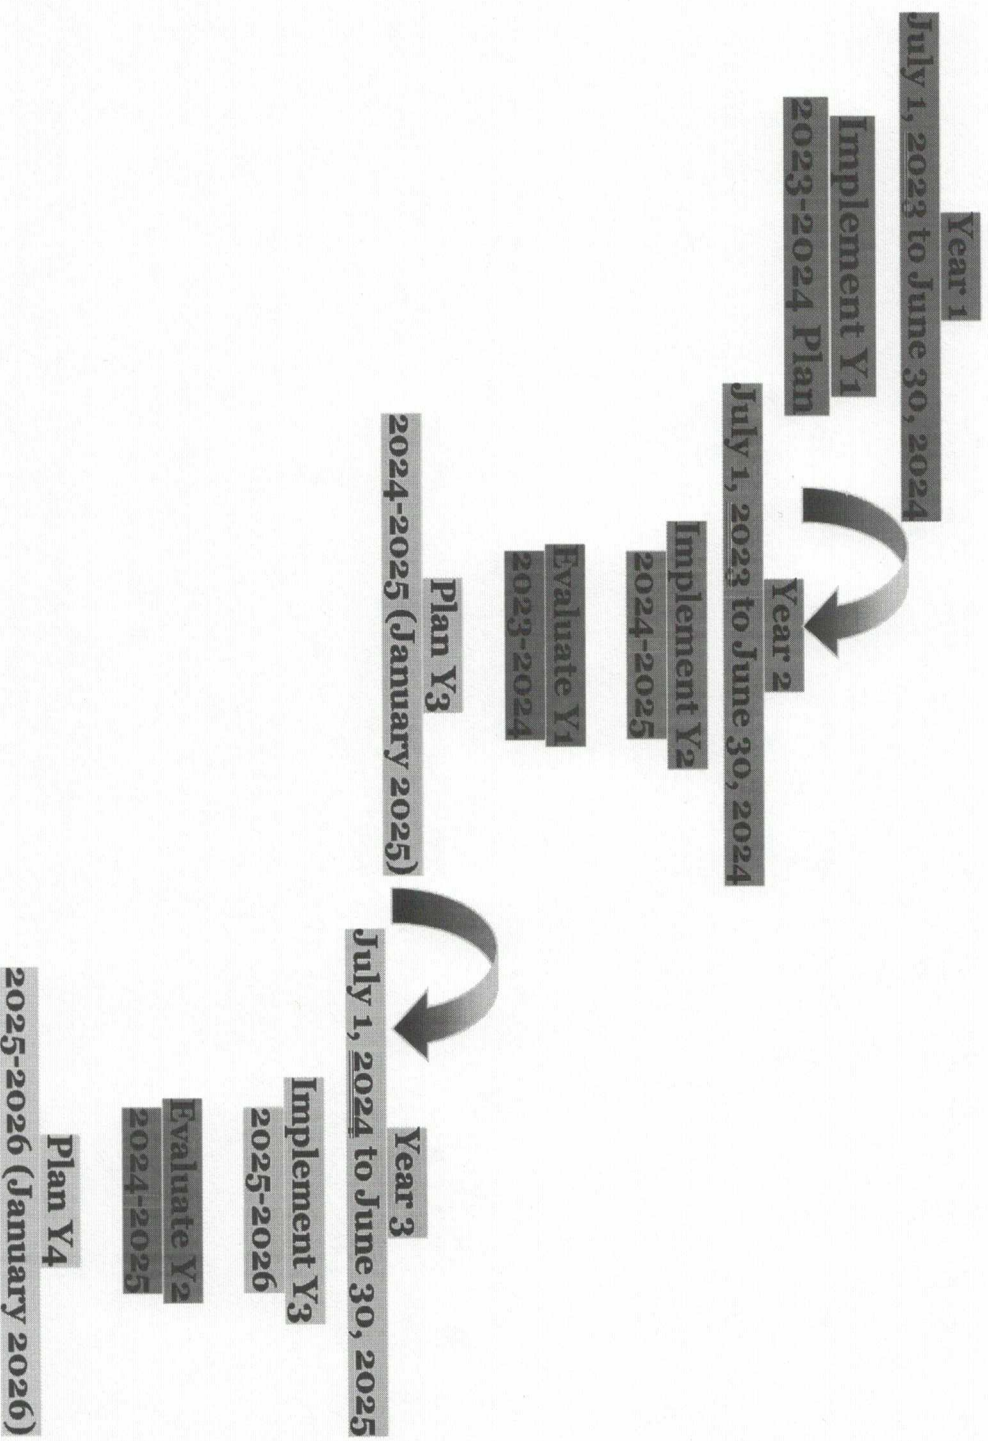 Year 1
July 1, 2023 to June 30, 2024
Implement Y1
2023-2024 Plan
Year 2
July 1, 2023 to June 30, 2024
Implement Y2
2024-2025
Evaluate Y1
2023-2024
Plan Y3
2024-2025 (January 2025)
Year 3
July 1, 2024 to June 30, 2025
Implement Y3
2025-2026
Evaluate Y2
2024-2025
Plan Y4
2025-2026 (January 2026)